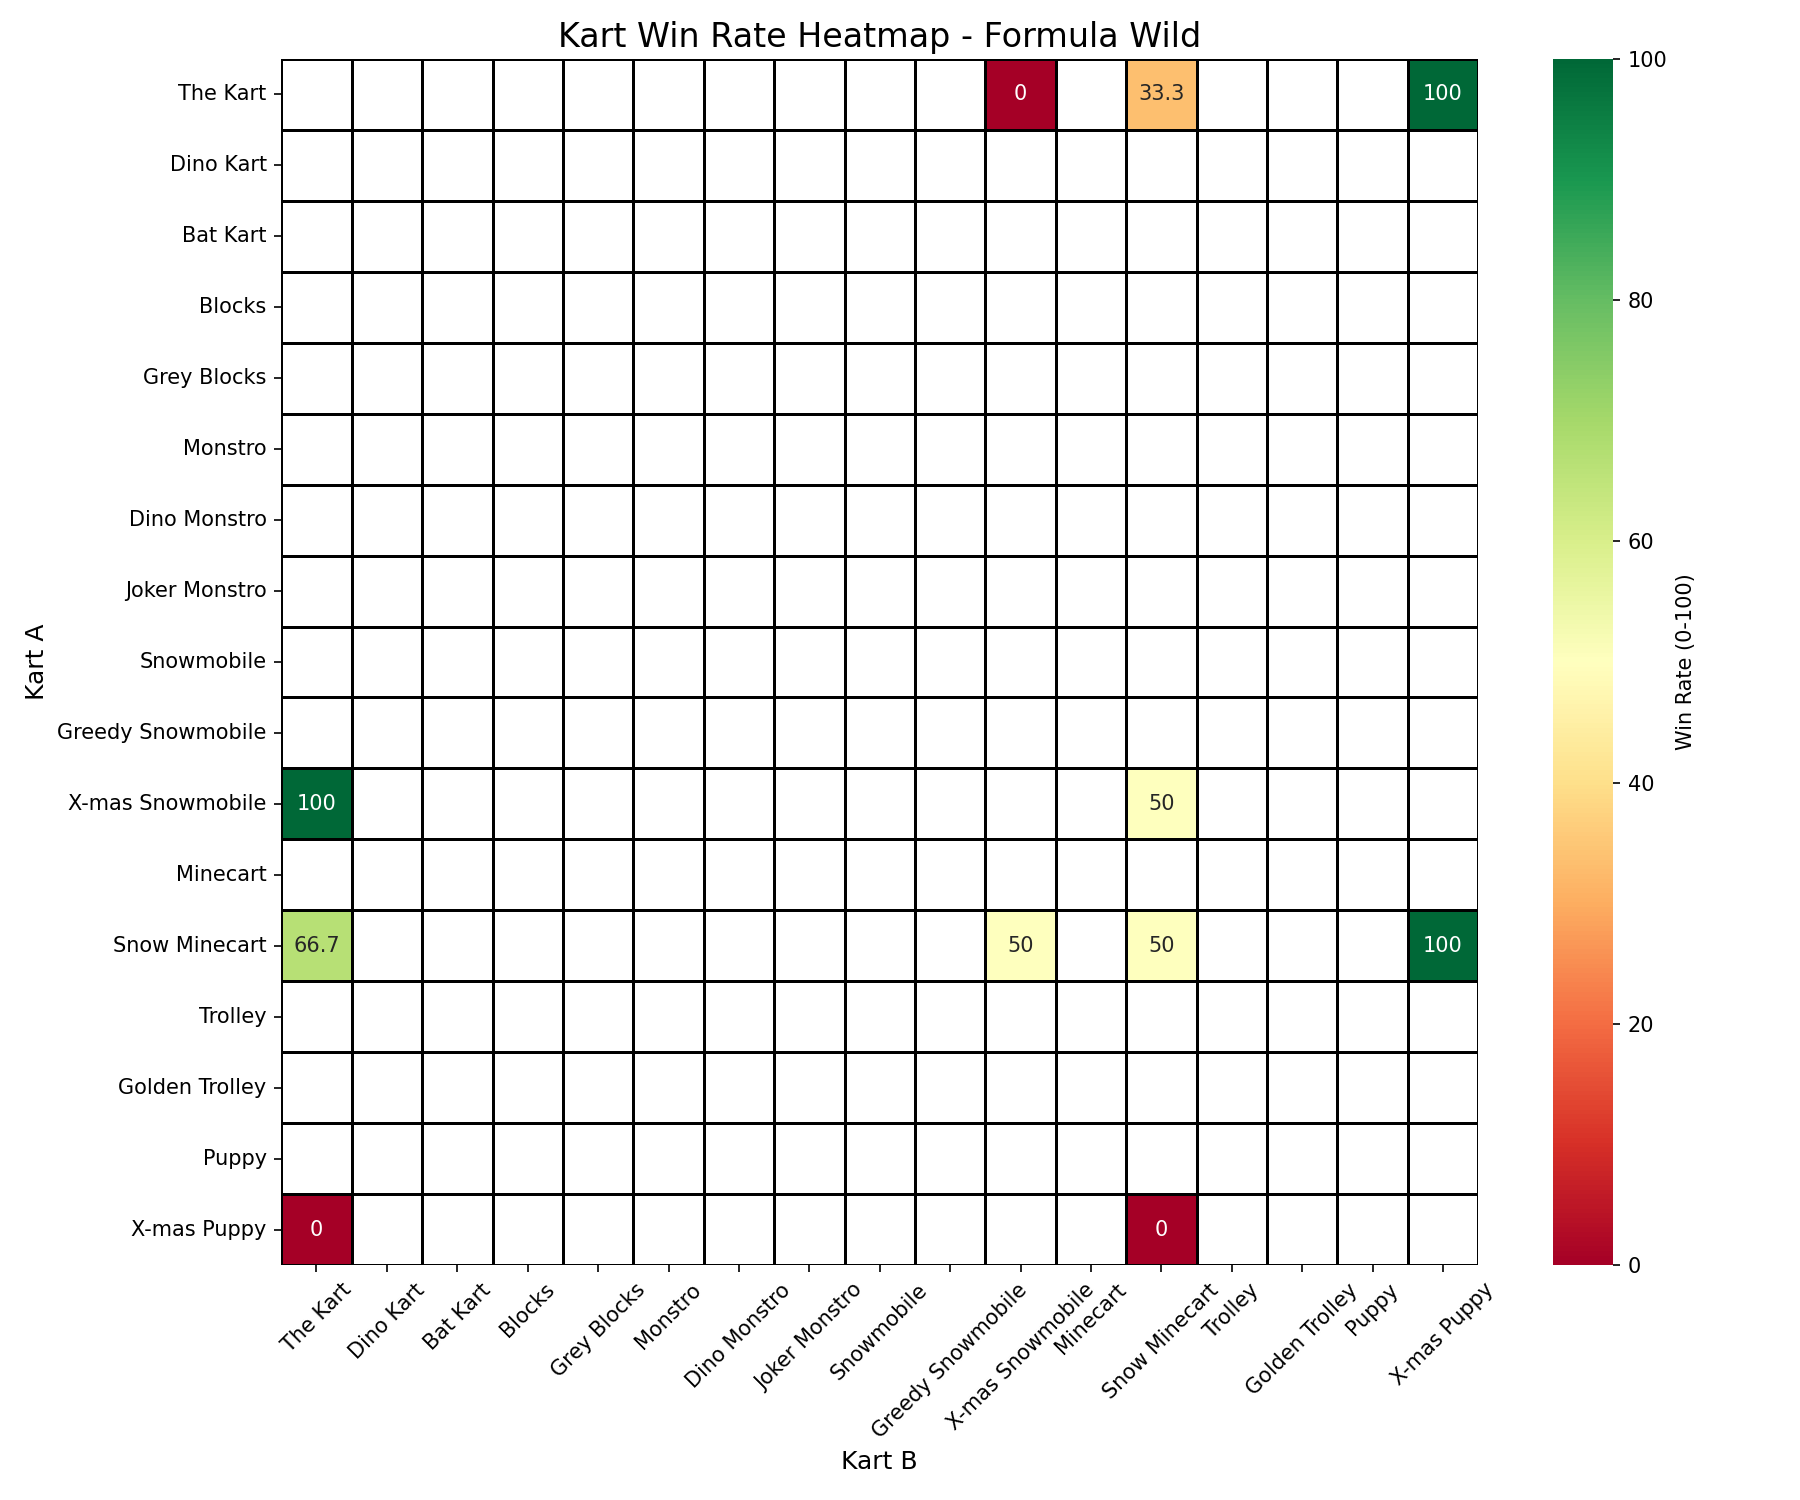 Kart Win Rate Heatmap - Formula Wild
The Kart 0 33.3 100
Dino Kart
Bat Kart
Blocks
Grey Blocks
Monstro
Dino Monstro
Joker Monstro
Snowmobile
Greedy Snowmobile
X-mas Snowmobile 100 50
Minecart
Snow Minecart 66.7 50 50 100
Trolley
Golden Trolley
Puppy
X-mas Puppy 0 0
Kart A
The Kart
Dino Kart
Bat Kart
Blocks
Grey Blocks
Monstro
Dino Monstro
Joker Monstro
Snowmobile
Greedy Snowmobile
X-mas Snowmobile
Minecart
Snow Minecart
Trolley
Golden Trolley
Puppy
X-mas Puppy
Kart B
100
80
60
40
20
0
Win Rate (0-100)